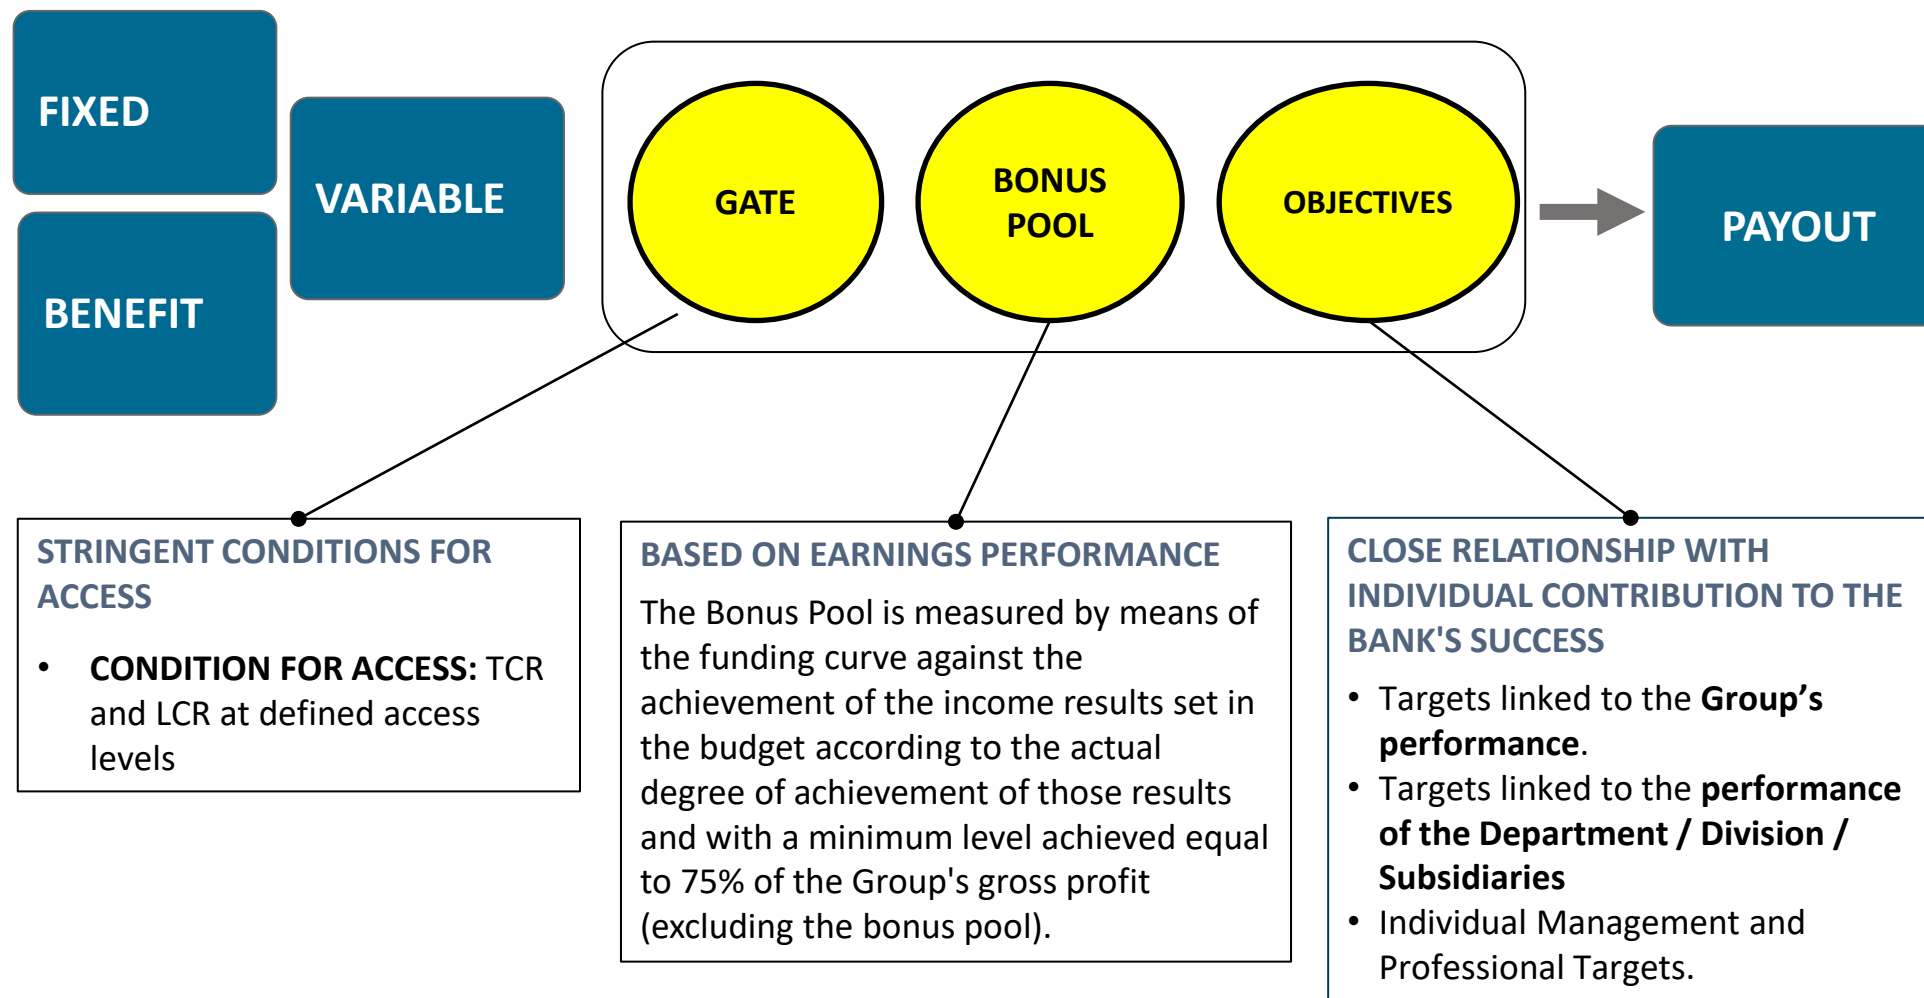 FIXED
BENEFIT
VARIABLE
GATE
BONUS
POOL
OBJECTIVES
PAYOUT
STRINGENT CONDITIONS FOR
ACCESS
• CONDITION FOR ACCESS: TCR
and LCR at defined access
levels
BASED ON EARNINGS PERFORMANCE
The Bonus Pool is measured by means of
the funding curve against the
achievement of the income results set in
the budget according to the actual
degree of achievement of those results
and with a minimum level achieved equal
to 75% of the Group's gross profit
(excluding the bonus pool).
CLOSE RELATIONSHIP WITH
INDIVIDUAL CONTRIBUTION TO THE
BANK'S SUCCESS
• Targets linked to the Group’s
performance.
• Targets linked to the performance
of the Department / Division /
Subsidiaries
• Individual Management and
Professional Targets.